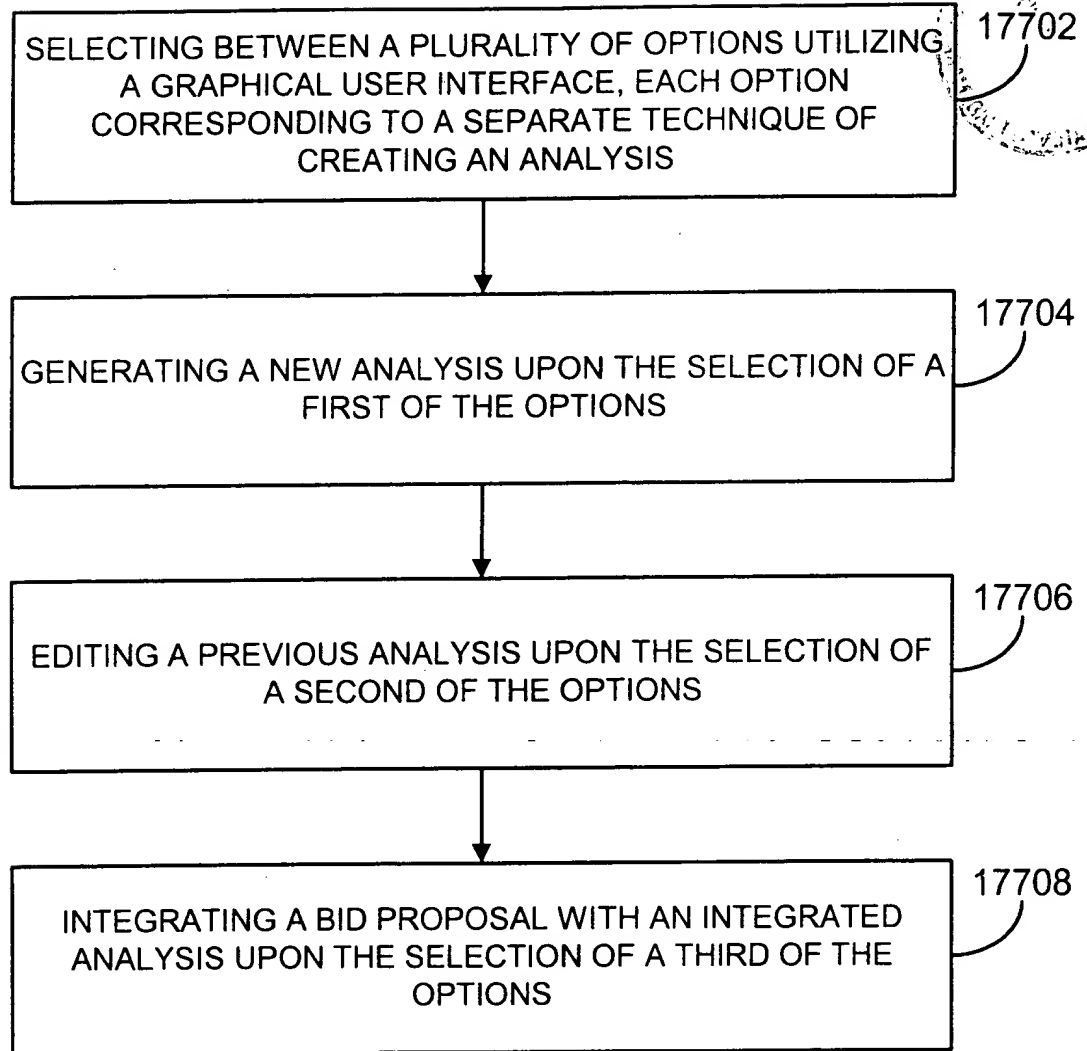 SELECTING BETWEEN A PLURALITY OF OPTIONS UTILIZING
A GRAPHICAL USER INTERFACE, EACH OPTION
CORRESPONDING TO A SEPARATE TECHNIQUE OF
CREATING AN ANALYSIS
17702
GENERATING A NEW ANALYSIS UPON THE SELECTION OF A
FIRST OF THE OPTIONS
17704
EDITING A PREVIOUS ANALYSIS UPON THE SELECTION OF
A SECOND OF THE OPTIONS
17706
INTEGRATING A BID PROPOSAL WITH AN INTEGRATED
ANALYSIS UPON THE SELECTION OF A THIRD OF THE
OPTIONS
17708